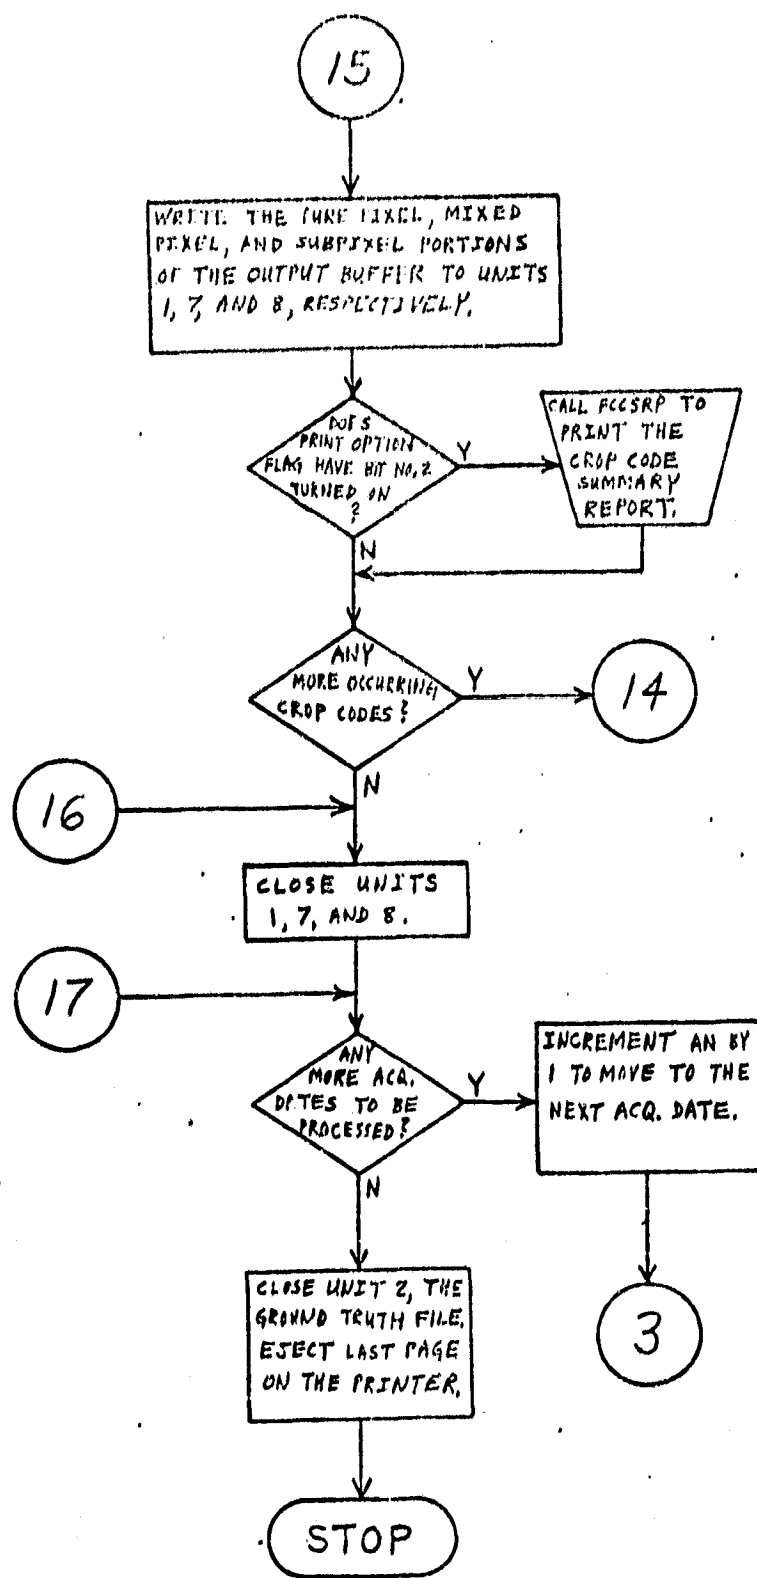 15
WRITE THE PURE PIXEL, MIXED
PIXEL, AND SUBPIXEL PORTIONS
OF THE OUTPUT BUFFER TO UNITS
1, 7, AND 8, RESPECTIVELY.
DOES
PRINT OPTION
FLAG HAVE BIT NO. 2
TURNED ON
?
Y
CALL FCCSRP TO
PRINT THE
CROP CODE
SUMMARY
REPORT.
N
ANY
MORE OCCURRING
CROP CODES?
Y
14
N
16
CLOSE UNITS
1, 7, AND 8.
17
ANY
MORE ACQ.
DATES TO BE
PROCESSED?
Y
INCREMENT AN BY
1 TO MOVE TO THE
NEXT ACQ. DATE.
N
3
CLOSE UNIT 2, THE
GROUND TRUTH FILE.
EJECT LAST PAGE
ON THE PRINTER.
STOP